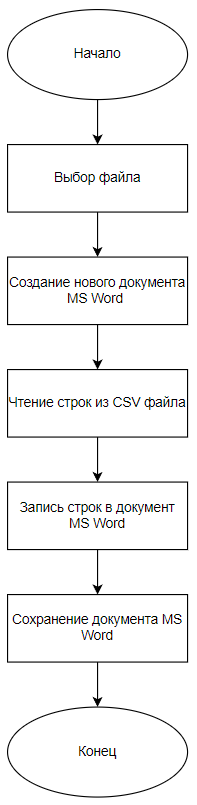 Начало
Выбор файла
Создание нового документа
MS Word
Чтение строк из CSV файла
Запись строк в документ
MS Word
Сохранение документа MS
Word
Конец